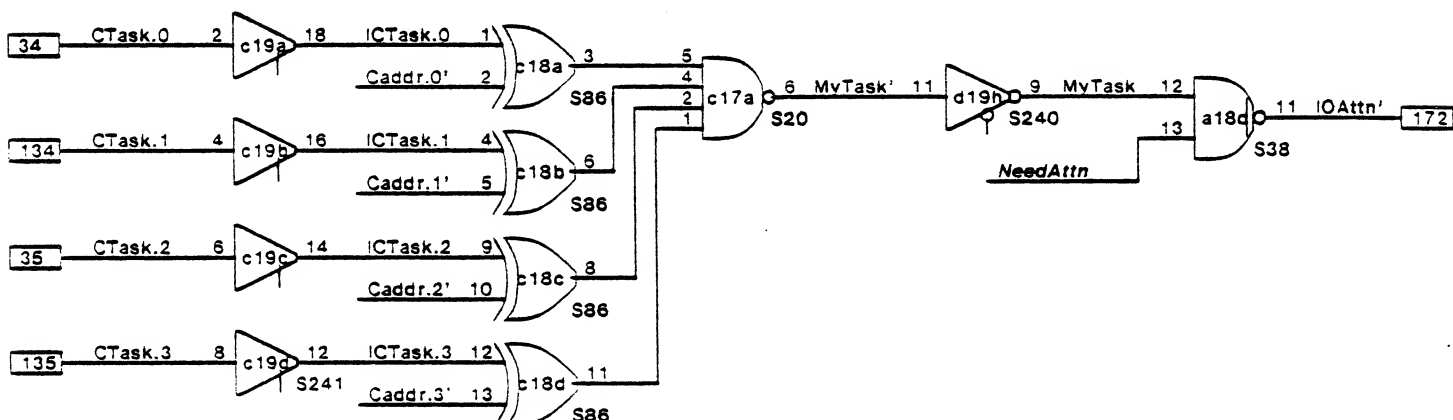 34 CTask.0 2 c19a 18 ICTask.0 1 c18a 3 S86
Caddr.0' 2
5 4 2 1 c17a 6 MyTask' S20 11 d19h 9 MyTask S240 12 a18d 11 IOAttn' 172
13 S38
NeedAttn
134 CTask.1 4 c19b 16 ICTask.1 4 c18b 6 S86
Caddr.1' 5
35 CTask.2 6 c19c 14 ICTask.2 9 c18c 8 S86
Caddr.2' 10
135 CTask.3 8 c19d 12 S241 ICTask.3 12 c18d 11 S86
Caddr.3' 13